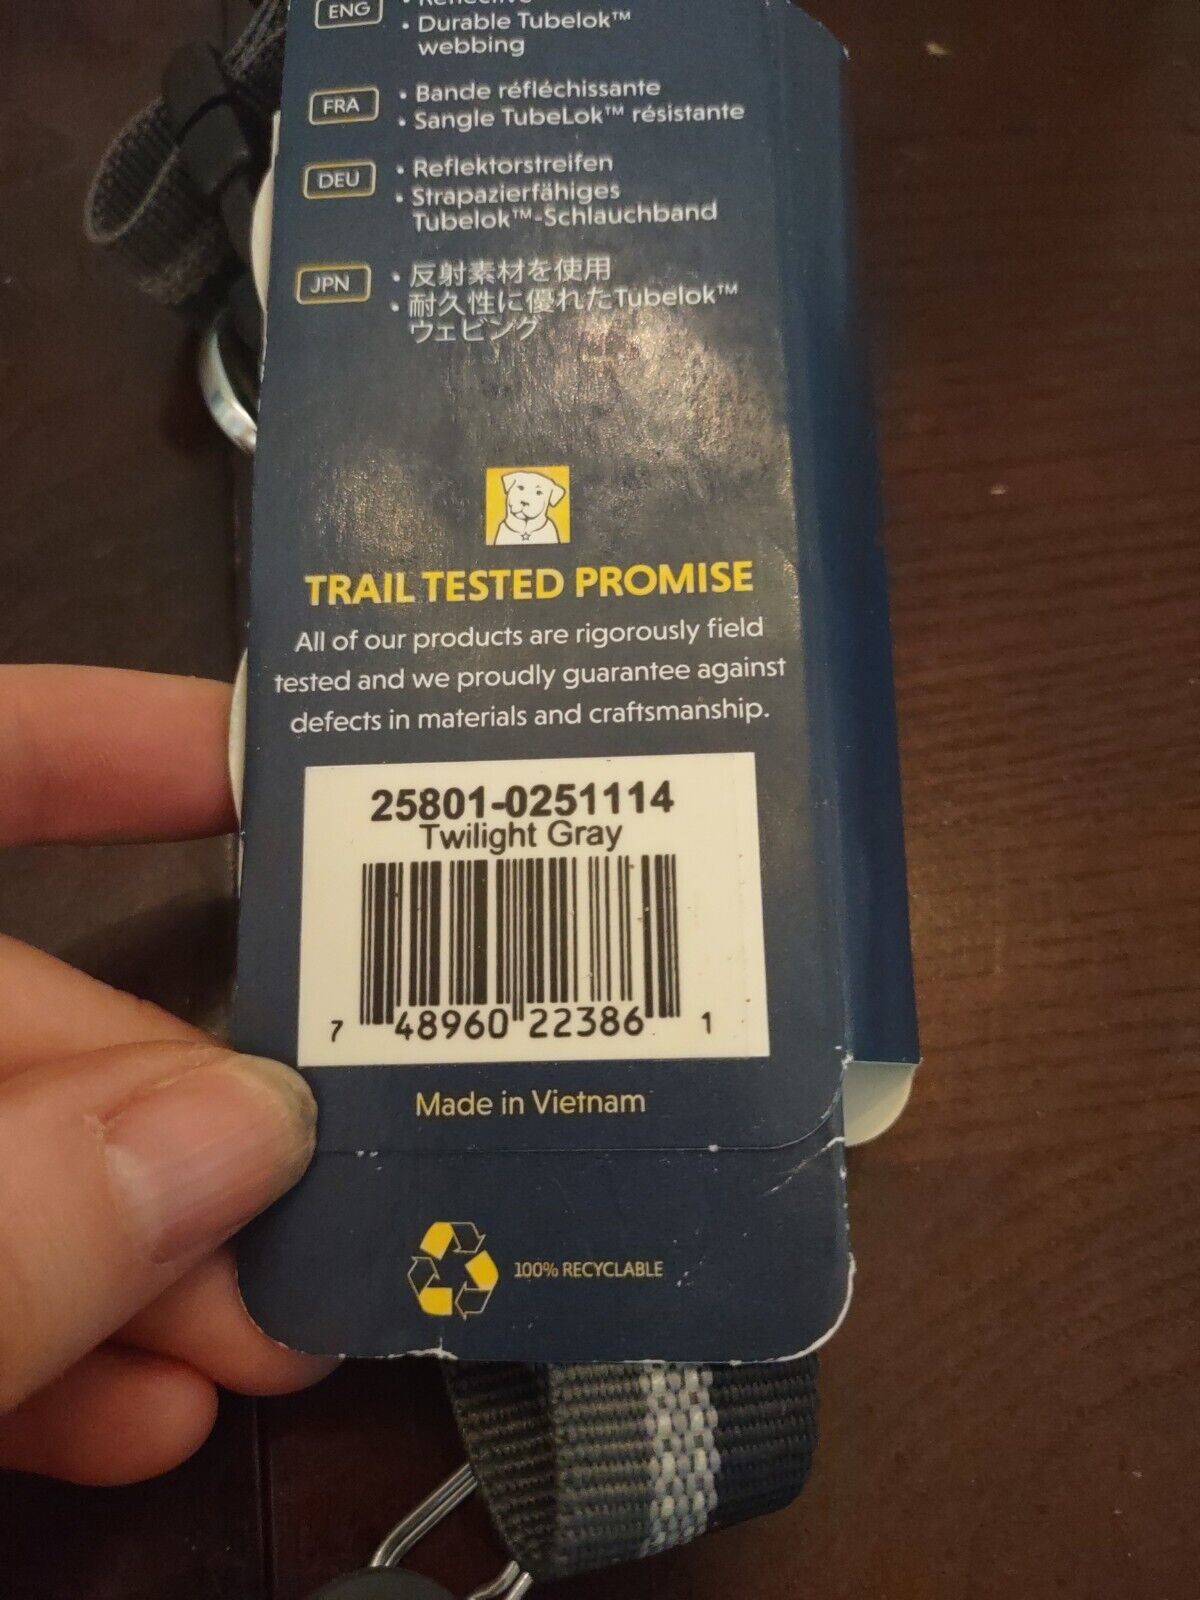 ENG
• Reflective
• Durable Tubelok™
webbing
FRA
• Bande réfléchissante
• Sangle TubeLok™ résistante
DEU
• Reflektorstreifen
• Strapazierfähiges
Tubelok™-Schlauchband
JPN
• 反射素材を使用
• 耐久性に優れたTubelok™
ウェビング
TRAIL TESTED PROMISE
All of our products are rigorously field
tested and we proudly guarantee against
defects in materials and craftsmanship.
25801-0251114
Twilight Gray
7 48960 22386 1
Made in Vietnam
100% RECYCLABLE